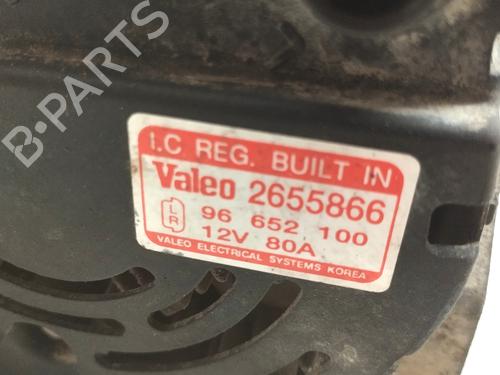 B-PARTS
I.C REG. BUILT IN
Valeo 2655866
L
R
96 652 100
12V 80A
VALEO ELECTRICAL SYSTEMS KOREA